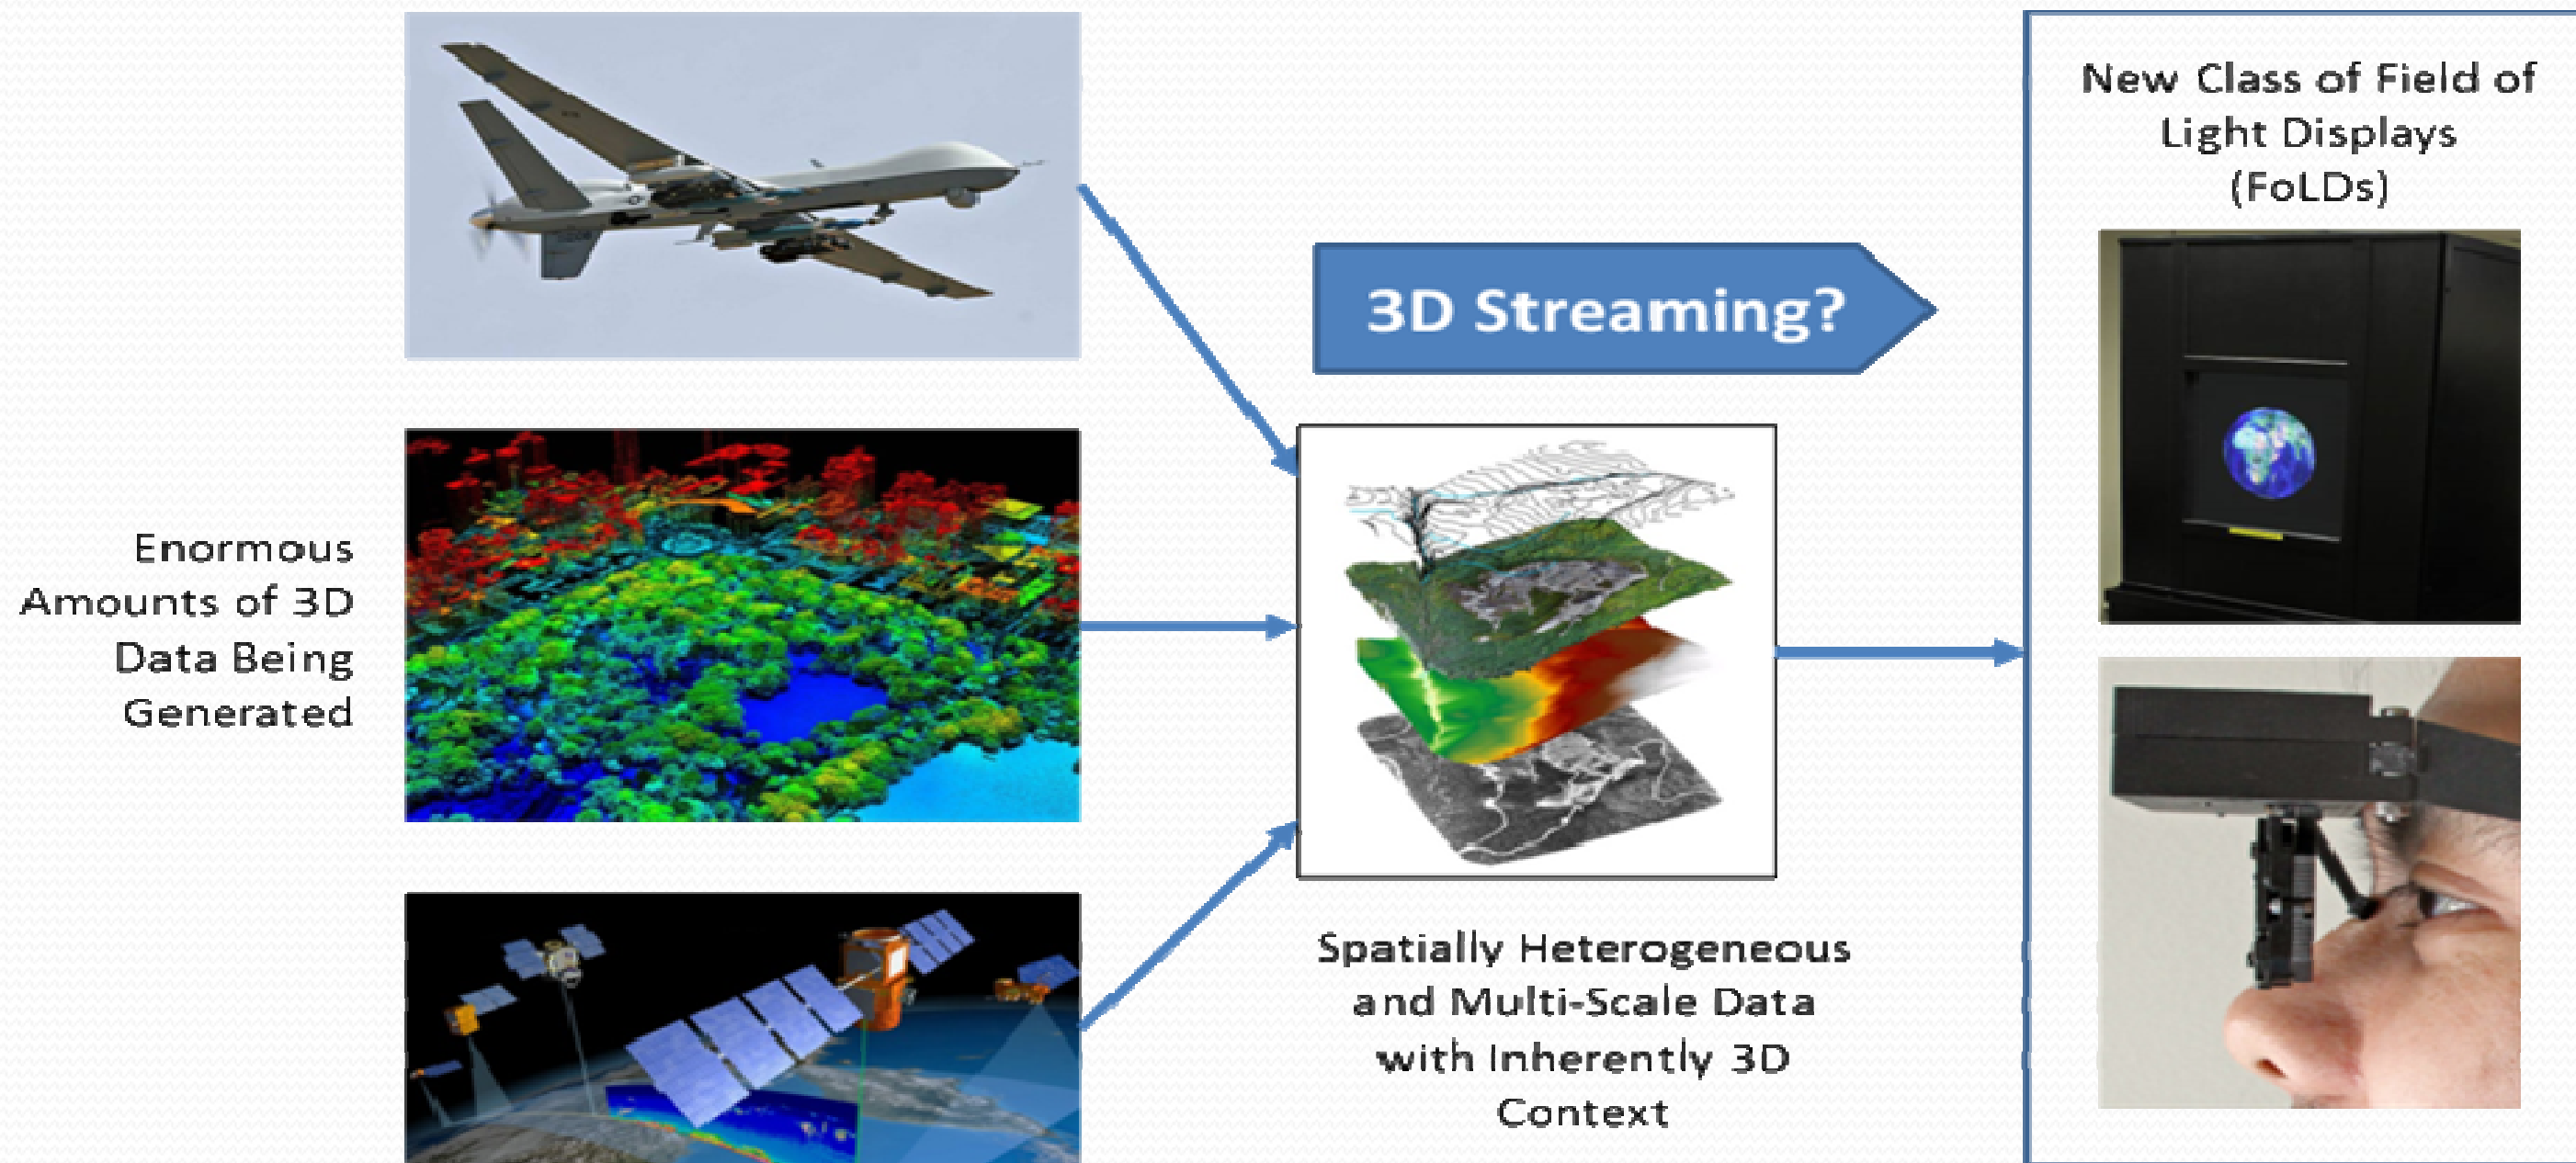 Enormous
Amounts of 3D
Data Being
Generated
3D Streaming?
Spatially Heterogeneous
and Multi-Scale Data
with Inherently 3D
Context
New Class of Field of
Light Displays
(FoLDs)